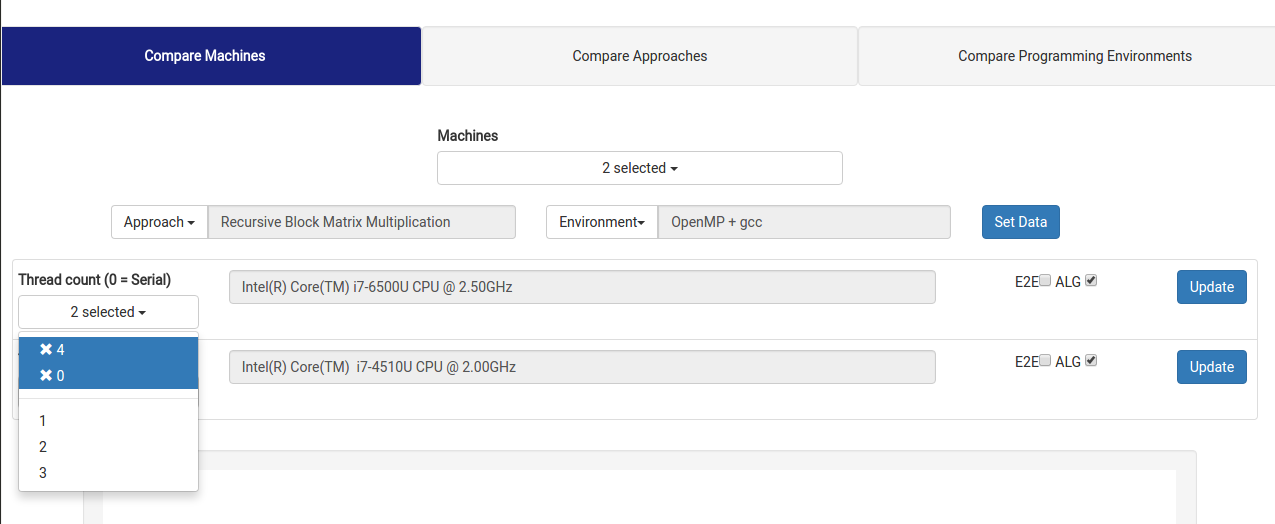 Compare Machines
Compare Approaches
Compare Programming Environments
Machines
2 selected
Approach
Recursive Block Matrix Multiplication
Environment
OpenMP + gcc
Set Data
Thread count (0 = Serial)
2 selected
Intel(R) Core(TM) i7-6500U CPU @ 2.50GHz
E2E ALG
Update
4
0
1
2
3
Intel(R) Core(TM)  i7-4510U CPU @ 2.00GHz
E2E ALG
Update